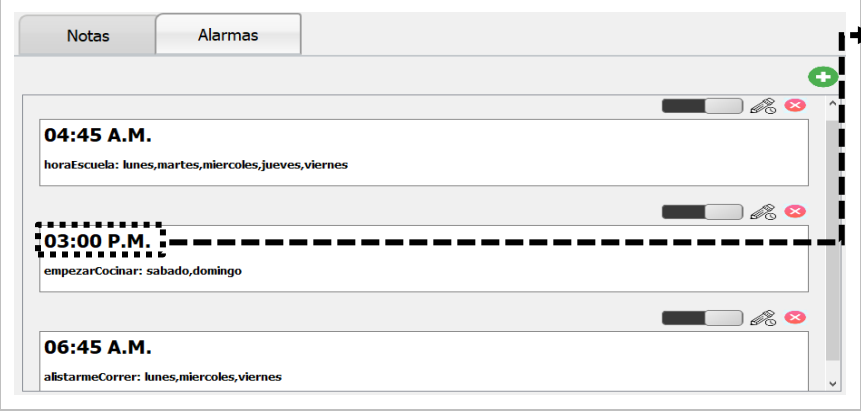 Notas
Alarmas
04:45 A.M.
horaEscuela: lunes,martes,miercoles,jueves,viernes
03:00 P.M.
empezarCocinar: sabado,domingo
06:45 A.M.
alistarmeCorrer: lunes,miercoles,viernes